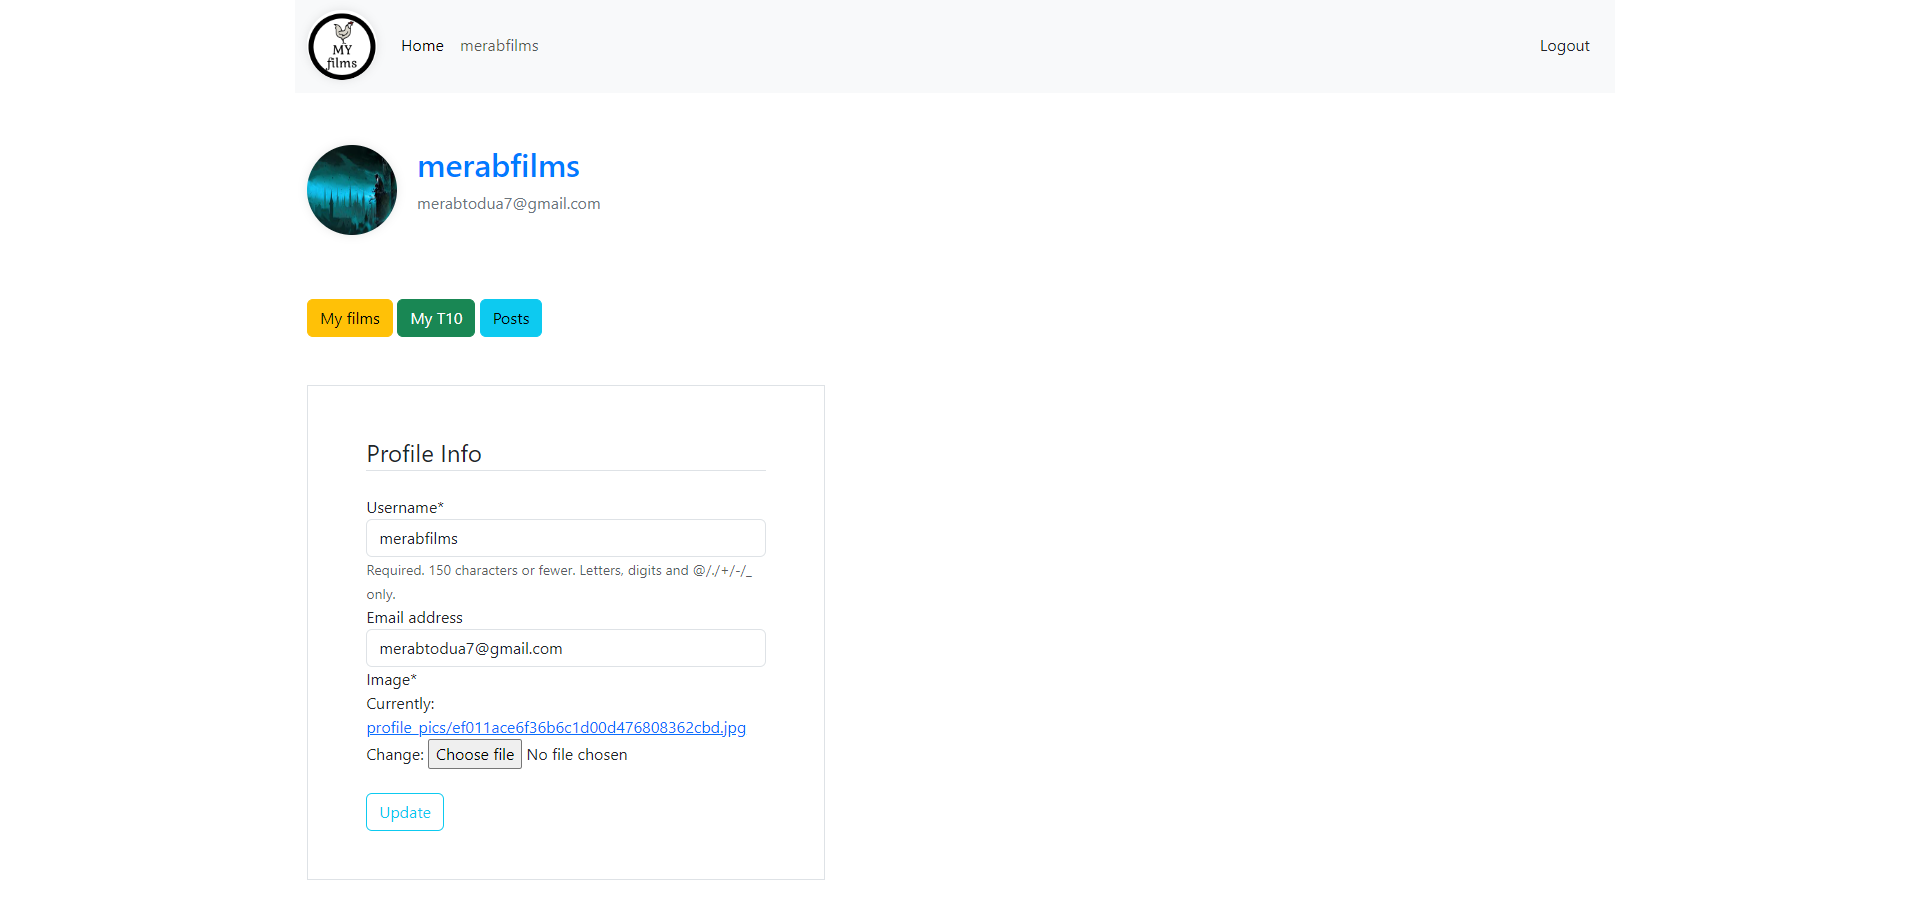 MY
films
Home merabfilms Logout
merabfilms
merabtodua7@gmail.com
My films My T10 Posts
Profile Info
Username*
merabfilms
Required. 150 characters or fewer. Letters, digits and @/./+/-/_
only.
Email address
merabtodua7@gmail.com
Image*
Currently:
profile_pics/ef011ace6f36b6c1d00d476808362cbd.jpg
Change: Choose file No file chosen
Update